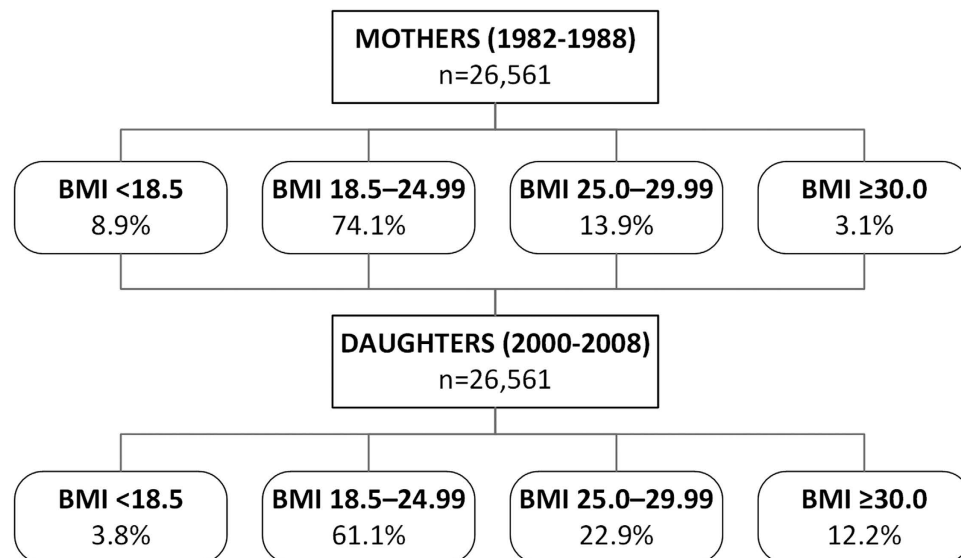 MOTHERS (1982-1988)
n=26,561
BMI <18.5
8.9%
BMI 18.5–24.99
74.1%
BMI 25.0–29.99
13.9%
BMI ≥30.0
3.1%
DAUGHTERS (2000-2008)
n=26,561
BMI <18.5
3.8%
BMI 18.5–24.99
61.1%
BMI 25.0–29.99
22.9%
BMI ≥30.0
12.2%